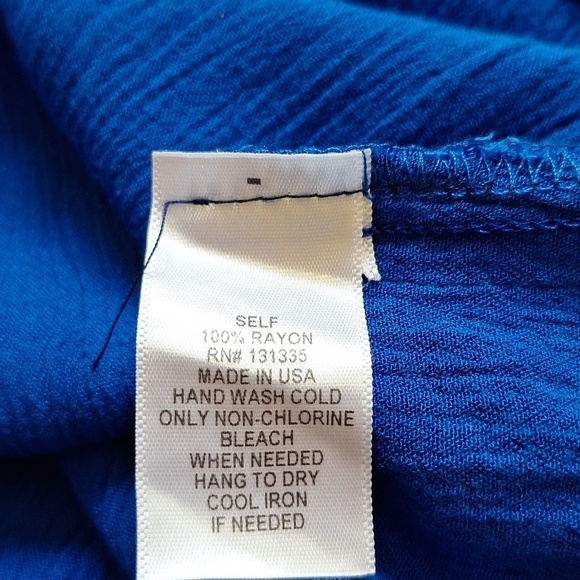 SELF
100% RAYON
RN# 131335
MADE IN USA
HAND WASH COLD
ONLY NON-CHLORINE
BLEACH
WHEN NEEDED
HANG TO DRY
COOL IRON
IF NEEDED